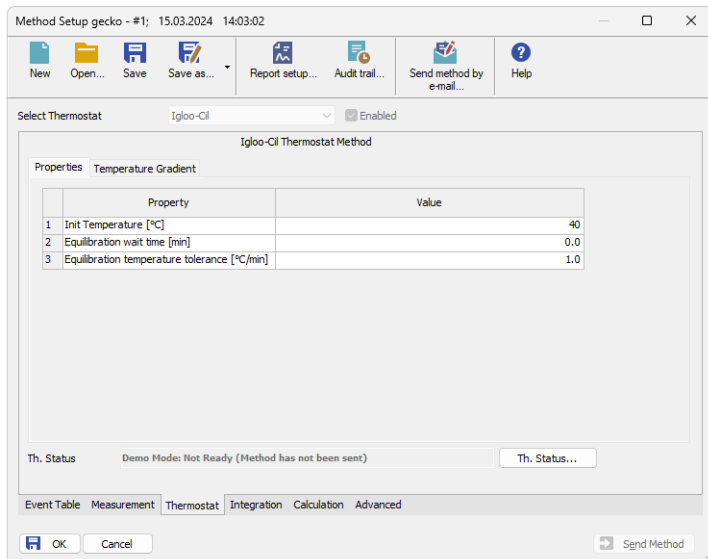 Method Setup gecko - #1; 15.03.2024 14:03:02
New Open... Save Save as... Report setup... Audit trail... Send method by e-mail... Help
Select Thermostat Igloo-Cil Enabled
Igloo-Cil Thermostat Method
Properties Temperature Gradient
Property Value
1 Init Temperature [°C] 40
2 Equilibration wait time [min] 0.0
3 Equilibration temperature tolerance [°C/min] 1.0
Th. Status Demo Mode: Not Ready (Method has not been sent) Th. Status...
Event Table Measurement Thermostat Integration Calculation Advanced
OK Cancel Send Method